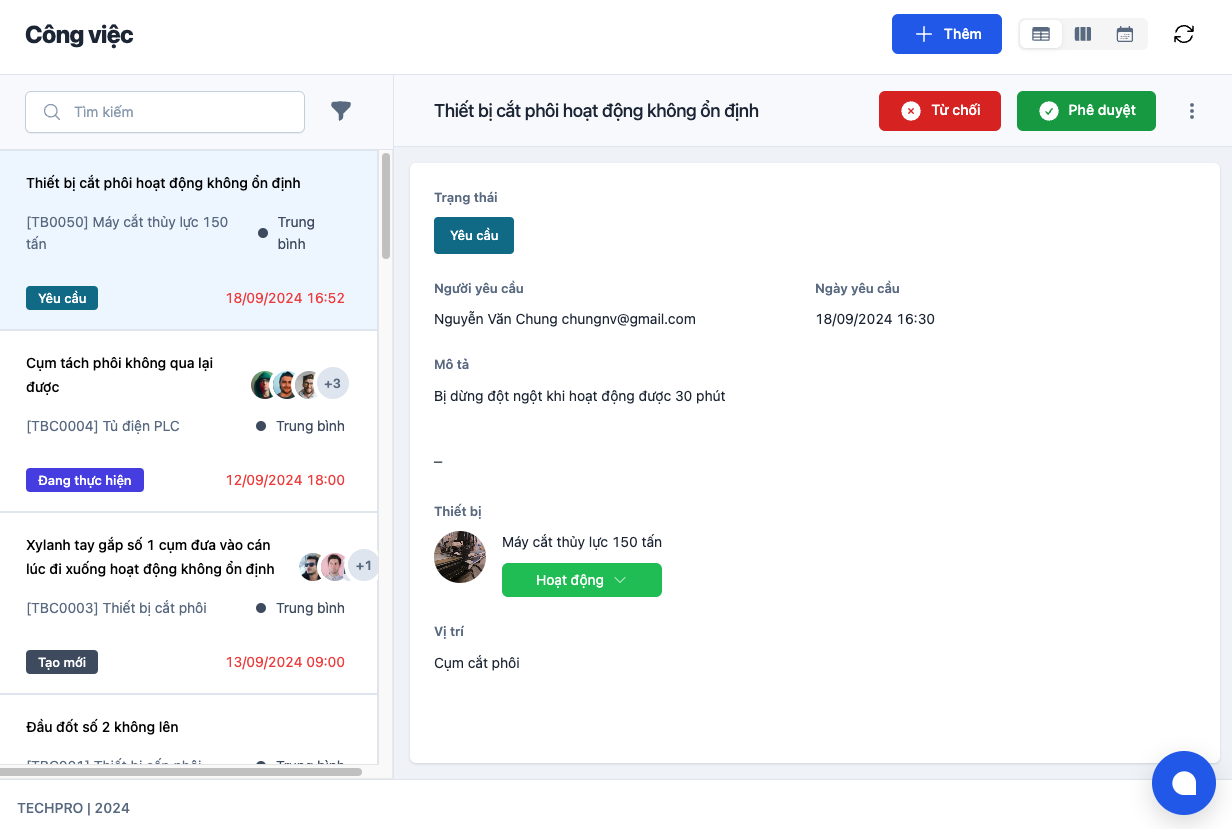 Công việc
Thêm
Tìm kiếm
Thiết bị cắt phôi hoạt động không ổn định
[TB0050] Máy cắt thủy lực 150
tấn
Trung
bình
Yêu cầu
18/09/2024 16:52
Cụm tách phôi không qua lại
được
+3
[TBC0004] Tủ điện PLC
Trung bình
Đang thực hiện
12/09/2024 18:00
Xylanh tay gắp số 1 cụm đưa vào cán
lúc đi xuống hoạt động không ổn định
+1
[TBC0003] Thiết bị cắt phôi
Trung bình
Tạo mới
13/09/2024 09:00
Đầu đốt số 2 không lên
Thiết bị cắt phôi hoạt động không ổn định
Từ chối
Phê duyệt
Trạng thái
Yêu cầu
Người yêu cầu
Ngày yêu cầu
Nguyễn Văn Chung chungnv@gmail.com
18/09/2024 16:30
Mô tả
Bị dừng đột ngột khi hoạt động được 30 phút
–
Thiết bị
Máy cắt thủy lực 150 tấn
Hoạt động
Vị trí
Cụm cắt phôi
TECHPRO | 2024